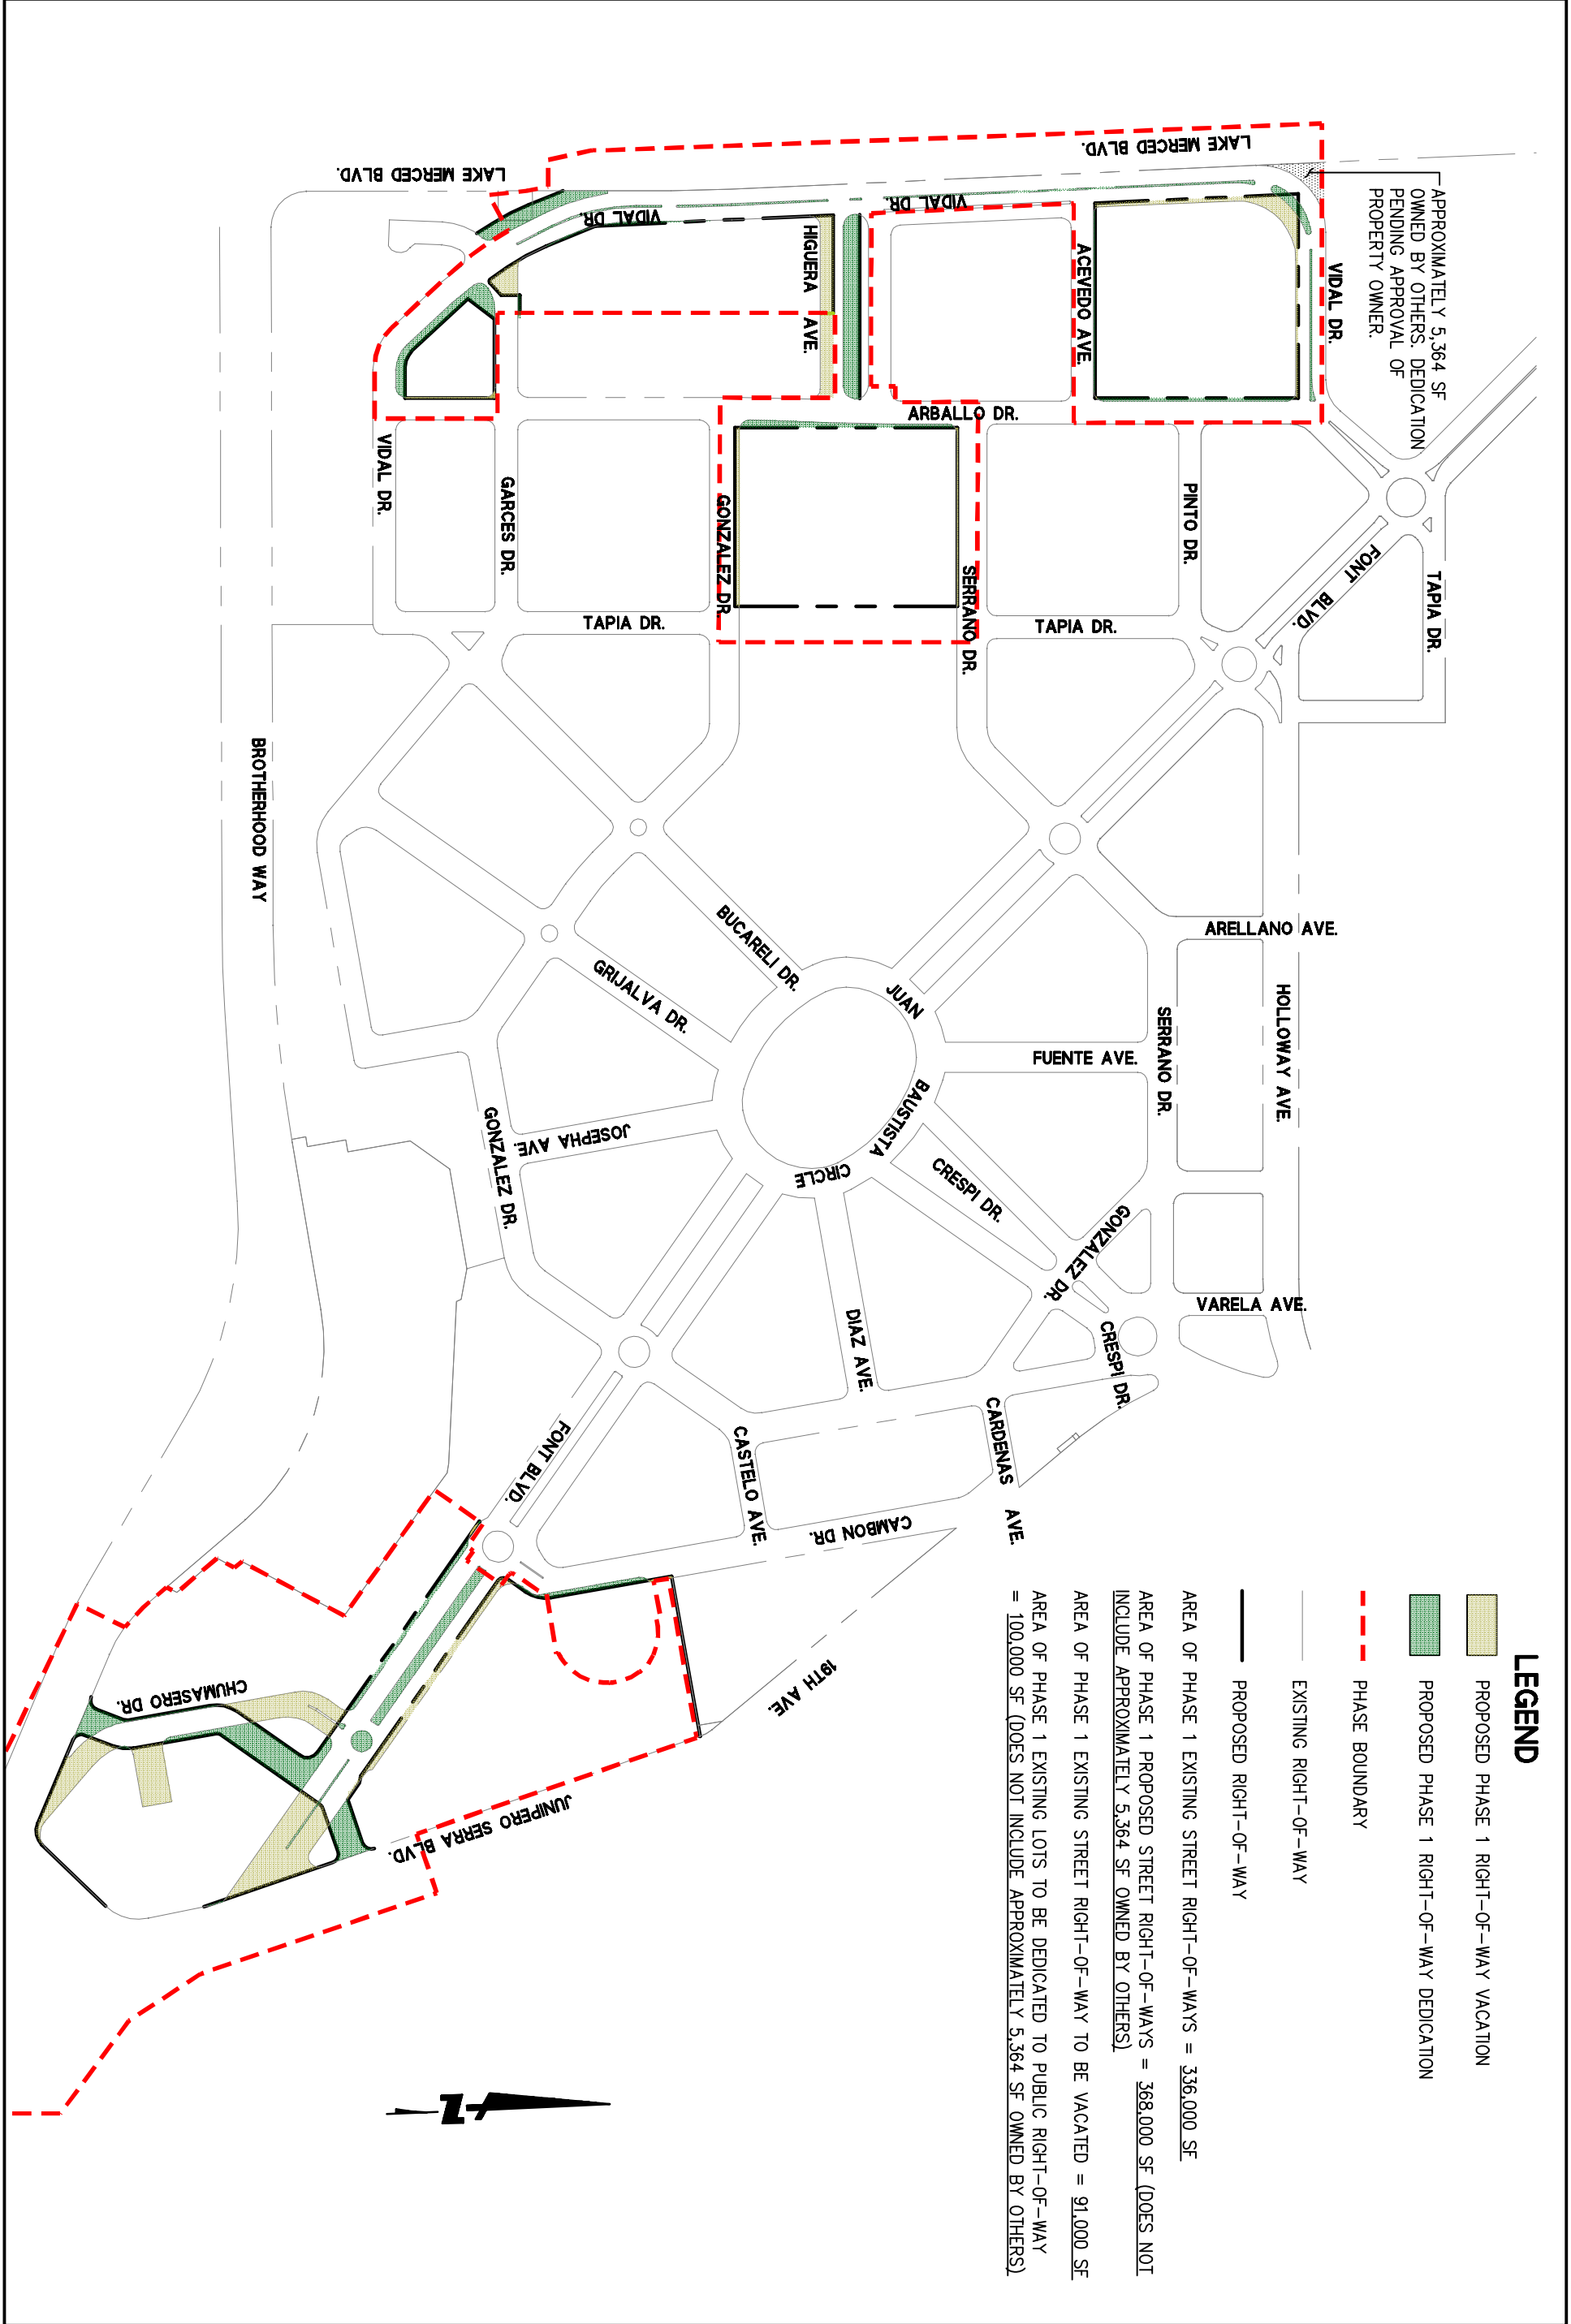 LEGEND
PROPOSED PHASE 1 RIGHT-OF-WAY VACATION
PROPOSED PHASE 1 RIGHT-OF-WAY DEDICATION
PHASE BOUNDARY
EXISTING RIGHT-OF-WAY
PROPOSED RIGHT-OF-WAY
AREA OF PHASE 1 EXISTING STREET RIGHT-OF-WAYS = 336,000 SF
AREA OF PHASE 1 PROPOSED STREET RIGHT-OF-WAYS = 368,000 SF (DOES NOT
INCLUDE APPROXIMATELY 5,364 SF OWNED BY OTHERS)
AREA OF PHASE 1 EXISTING STREET RIGHT-OF-WAY TO BE VACATED = 91,000 SF
AREA OF PHASE 1 EXISTING LOTS TO BE DEDICATED TO PUBLIC RIGHT-OF-WAY
= 100,000 SF (DOES NOT INCLUDE APPROXIMATELY 5,364 SF OWNED BY OTHERS)
APPROXIMATELY 5,364 SF
OWNED BY OTHERS. DEDICATION
PENDING APPROVAL OF
PROPERTY OWNER.
LAKE MERCED BLVD.
LAKE MERCED BLVD.
VIDAL DR.
VIDAL DR.
VIDAL DR.
VIDAL DR.
HIGUERA AVE.
ACEVEDO AVE.
ARBALLO DR.
GARCES DR.
GONZALEZ DR.
SERRANO DR.
PINTO DR.
TAPIA DR.
TAPIA DR.
TAPIA DR.
FONT BLVD.
BROTHERHOOD WAY
BUCARELI DR.
GRIJALVA DR.
JUAN
BAUSTISTA
CIRCLE
ARELLANO AVE.
HOLLOWAY AVE.
SERRANO DR.
FUENTE AVE.
JOSEPHA AVE.
GONZALEZ DR.
CRESPI DR.
GONZALEZ DR.
CRESPI DR.
VARELA AVE.
DIAZ AVE.
CARDENAS AVE.
CASTELO AVE.
CAMBON DR.
FONT BLVD.
19TH AVE.
CHUMASERO DR.
JUNIPERO SERRA BLVD.
N